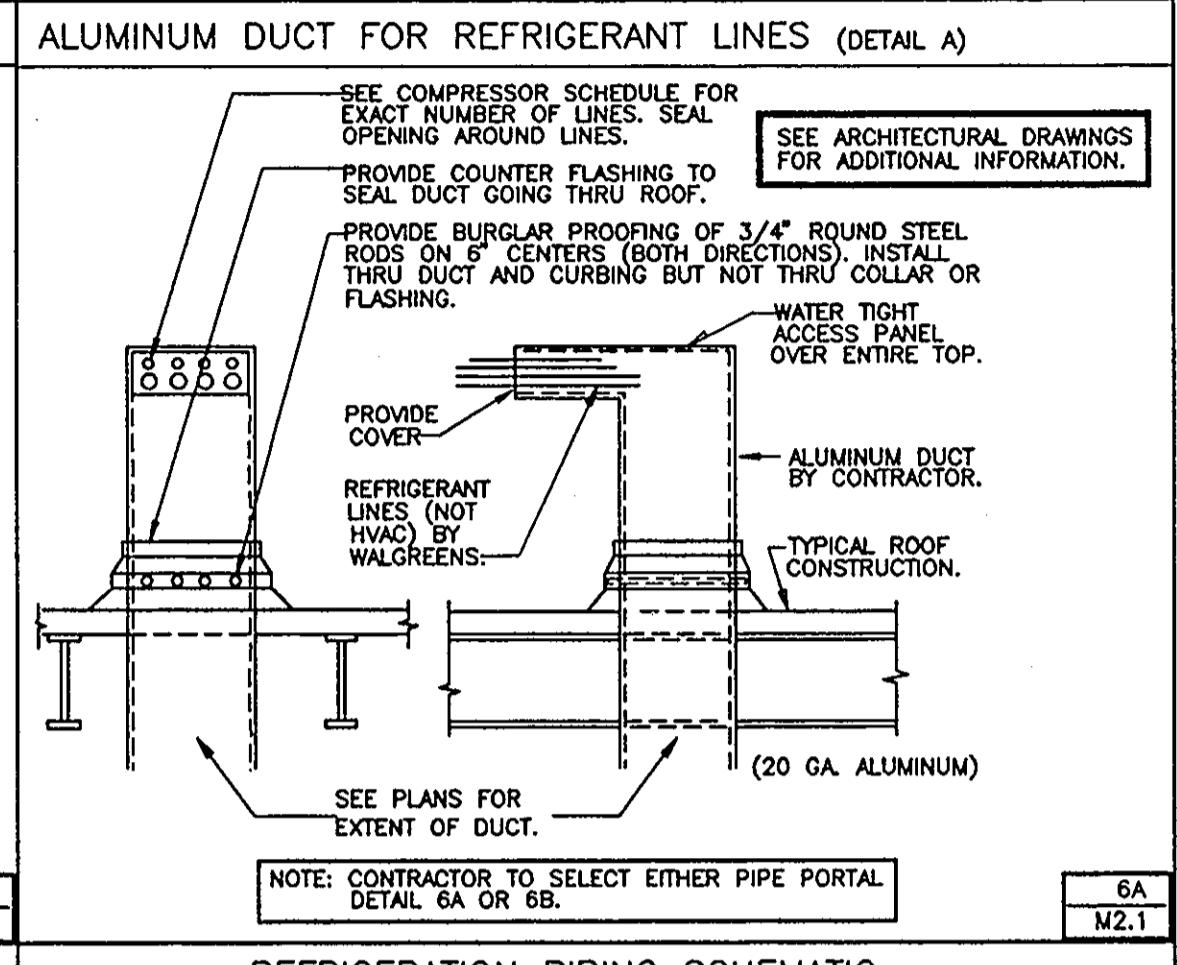 ALUMINUM DUCT FOR REFRIGERANT LINES (DETAIL A)
SEE COMPRESSOR SCHEDULE FOR
EXACT NUMBER OF LINES. SEAL
OPENING AROUND LINES.
SEE ARCHITECTURAL DRAWINGS
FOR ADDITIONAL INFORMATION.
PROVIDE COUNTER FLASHING TO
SEAL DUCT GOING THRU ROOF.
PROVIDE BURGLAR PROOFING OF 3/4" ROUND STEEL
RODS ON 6" CENTERS (BOTH DIRECTIONS). INSTALL
THRU DUCT AND CURBING BUT NOT THRU COLLAR OR
FLASHING.
WATER TIGHT
ACCESS PANEL
OVER ENTIRE TOP.
PROVIDE
COVER
ALUMINUM DUCT
BY CONTRACTOR.
REFRIGERANT
LINES (NOT
HVAC) BY
WALGREENS.
TYPICAL ROOF
CONSTRUCTION.
(20 GA. ALUMINUM)
SEE PLANS FOR
EXTENT OF DUCT.
NOTE: CONTRACTOR TO SELECT EITHER PIPE PORTAL
DETAIL 6A OR 6B.
6A
M2.1
REFRIGERATION PIPING SCHEMATIC